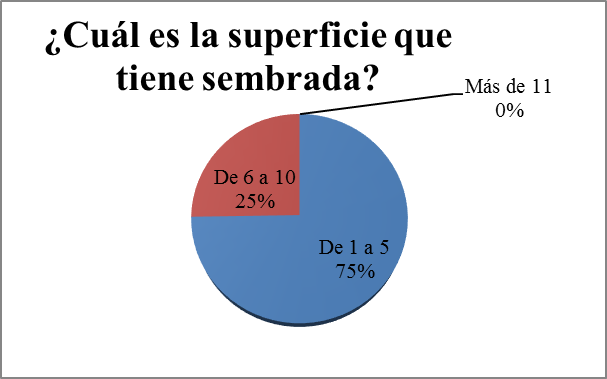 ¿Cuál es la superficie que
tiene sembrada?
Más de 11
0%
De 6 a 10
25%
De 1 a 5
75%